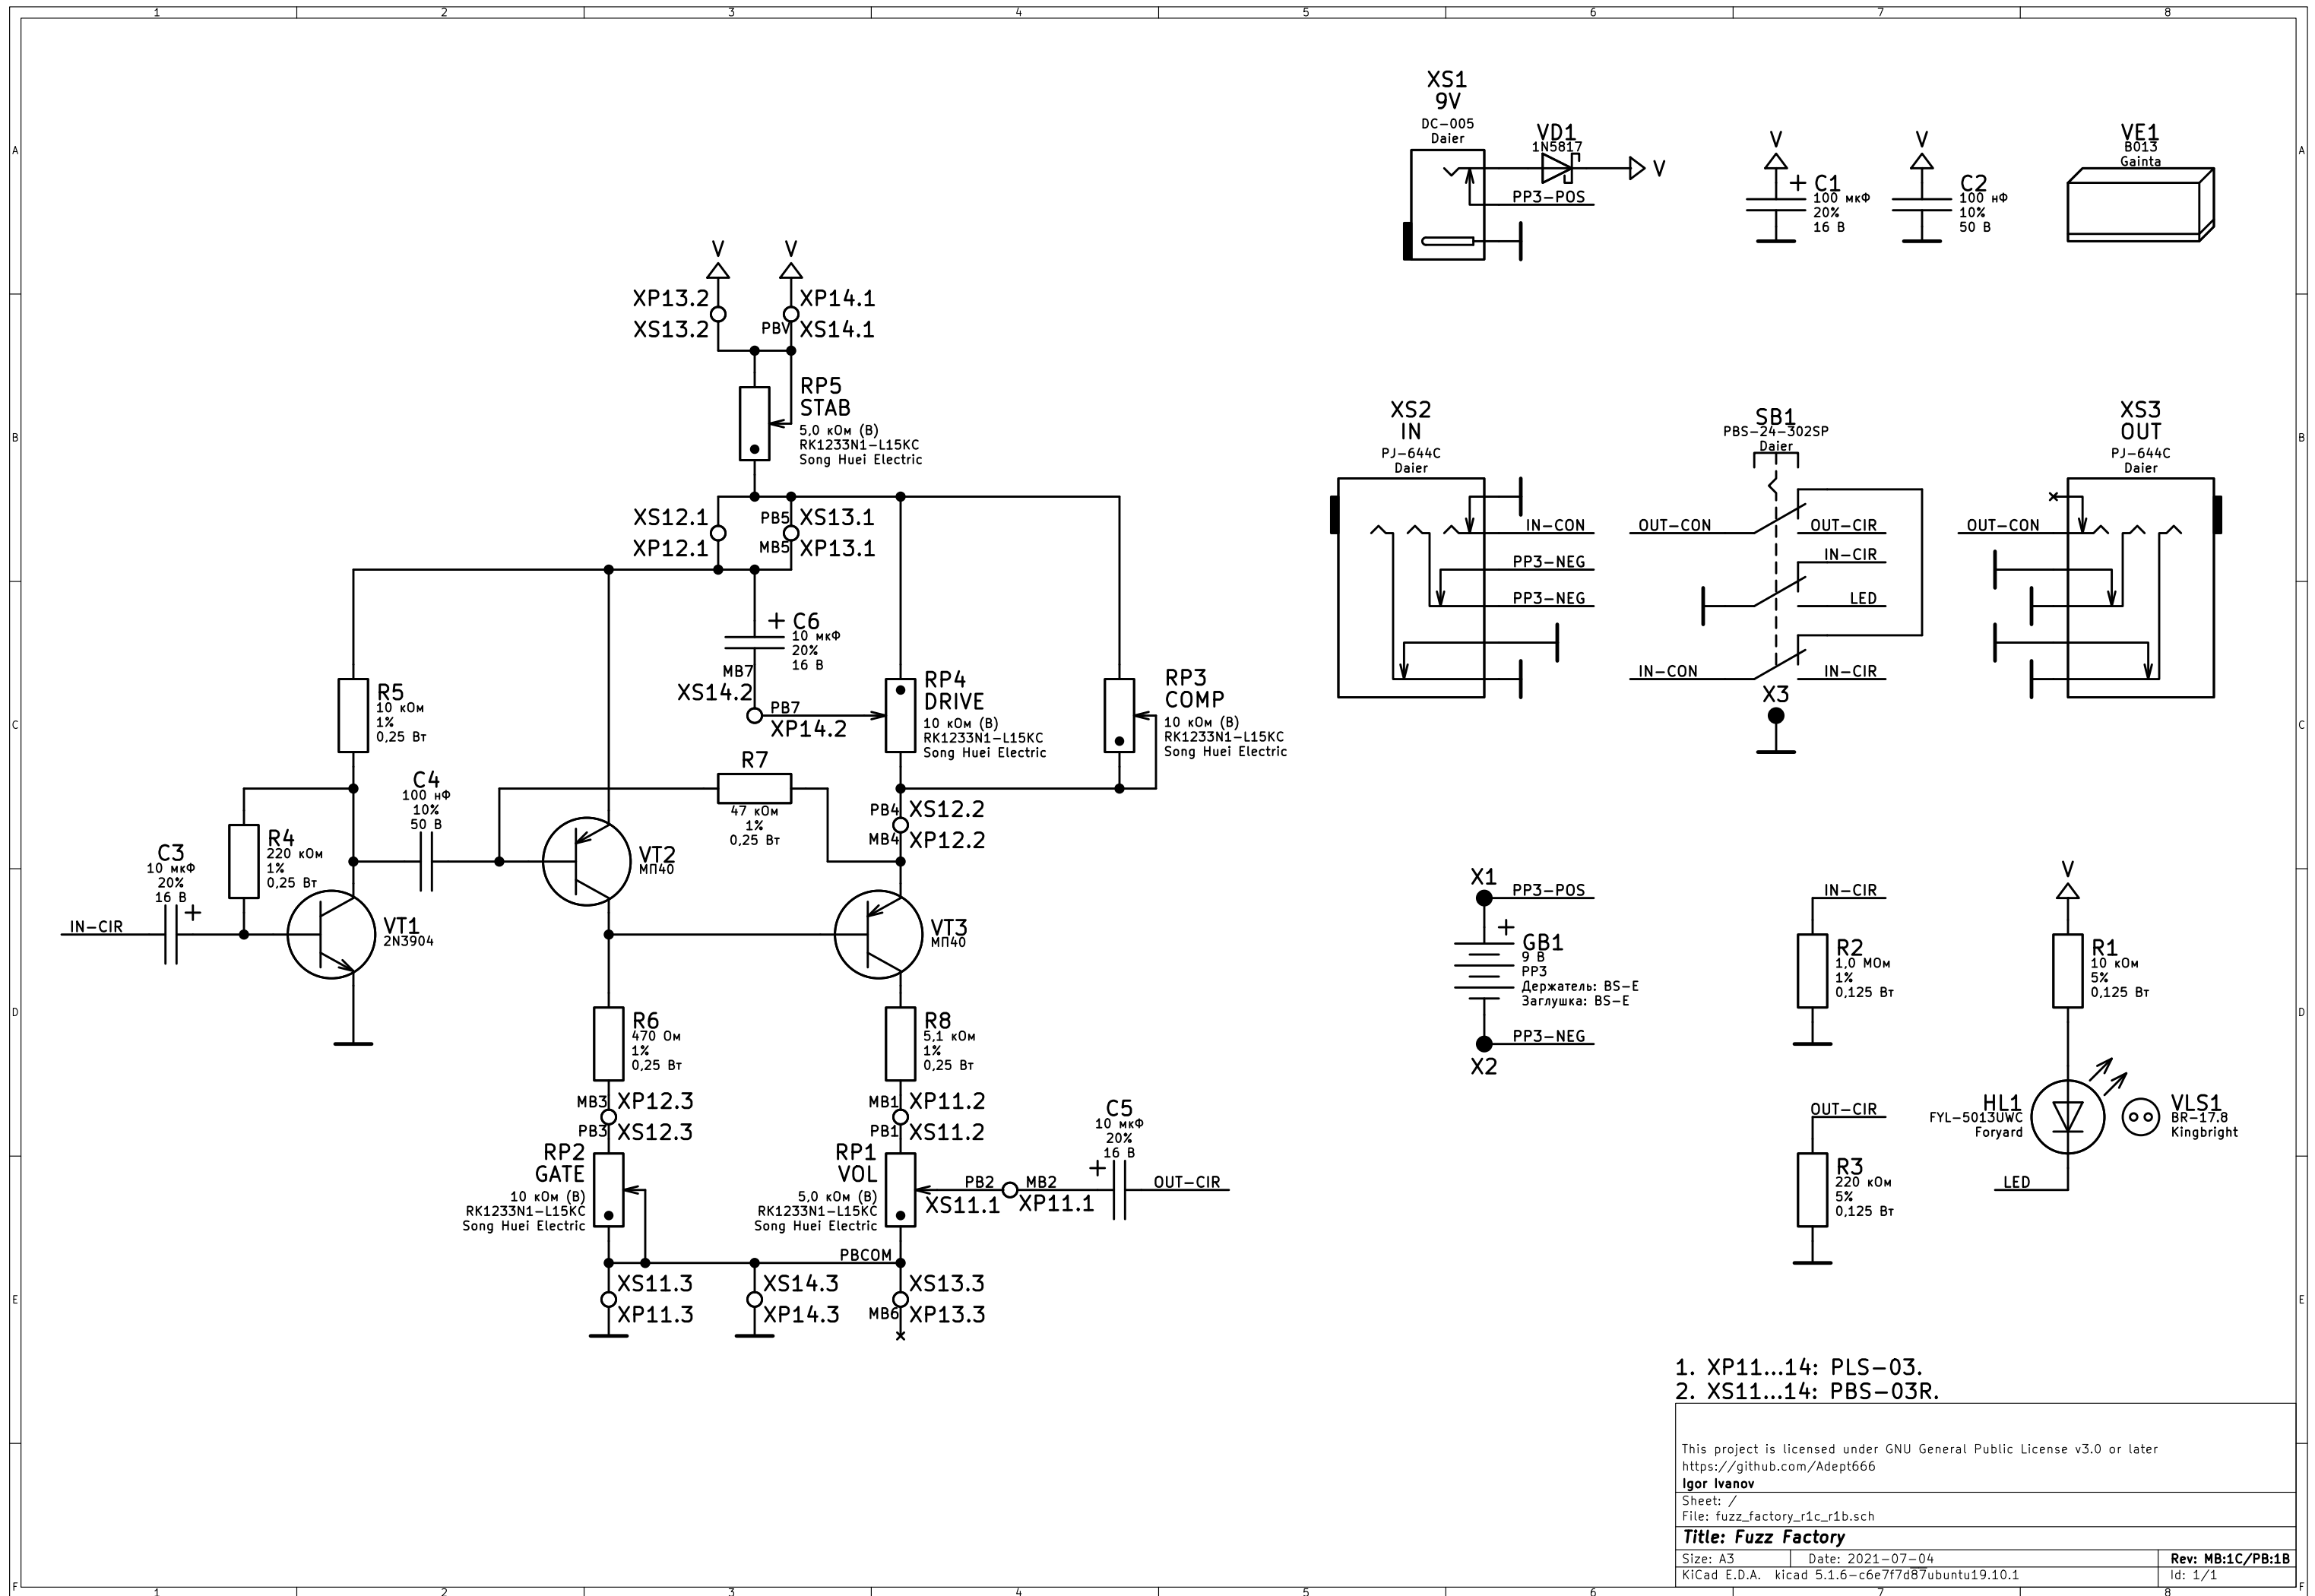 1 2 3 4 5 6 7 8
A
B
C
D
E
F
XS1
9V
DC-005
Daier
VD1
1N5817
V
PP3-POS
V
+ C1
100 мкФ
20%
16 В
V
C2
100 нФ
10%
50 В
VE1
B013
Gainta
V V
XP13.2 XP14.1
XS13.2 PBV XS14.1
RP5
STAB
5,0 кОм (B)
RK1233N1-L15KC
Song Huei Electric
XS12.1 PB5 XS13.1
XP12.1 MB5 XP13.1
+ C6
10 мкФ
20%
16 В
MB7
XS14.2
PB7
XP14.2
RP4
DRIVE
10 кОм (B)
RK1233N1-L15KC
Song Huei Electric
RP3
COMP
10 кОм (B)
RK1233N1-L15KC
Song Huei Electric
R5
10 кОм
1%
0,25 Вт
R7
47 кОм
1%
0,25 Вт
PB4 XS12.2
MB4 XP12.2
C4
100 нФ
10%
50 В
R4
220 кОм
1%
0,25 Вт
C3
10 мкФ
20%
16 В
+
IN-CIR
VT1
2N3904
VT2
МП40
VT3
МП40
R6
470 Ом
1%
0,25 Вт
R8
5,1 кОм
1%
0,25 Вт
MB3 XP12.3
PB3 XS12.3
MB1 XP11.2
PB1 XS11.2
RP2
GATE
10 кОм (B)
RK1233N1-L15KC
Song Huei Electric
RP1
VOL
5,0 кОм (B)
RK1233N1-L15KC
Song Huei Electric
PB2 MB2
XS11.1 XP11.1
C5
10 мкФ
20%
16 В
+
OUT-CIR
PBCOM
XS11.3 XS14.3 XS13.3
XP11.3 XP14.3 MB6 XP13.3
XS2
IN
PJ-644C
Daier
IN-CON
PP3-NEG
PP3-NEG
SB1
PBS-24-302SP
Daier
OUT-CON OUT-CIR
IN-CIR
LED
IN-CON IN-CIR
X3
XS3
OUT
PJ-644C
Daier
OUT-CON
X1
PP3-POS
+
GB1
9 В
PP3
Держатель: BS-E
Заглушка: BS-E
PP3-NEG
X2
IN-CIR
R2
1,0 МОм
1%
0,125 Вт
OUT-CIR
R3
220 кОм
5%
0,125 Вт
V
R1
10 кОм
5%
0,125 Вт
HL1
FYL-5013UWC
Foryard
LED
VLS1
BR-17.8
Kingbright
1. XP11...14: PLS-03.
2. XS11...14: PBS-03R.
This project is licensed under GNU General Public License v3.0 or later
https://github.com/Adept666
Igor Ivanov
Sheet: /
File: fuzz_factory_r1c_r1b.sch
Title: Fuzz Factory
Size: A3 Date: 2021-07-04 Rev: MB:1C/PB:1B
KiCad E.D.A. kicad 5.1.6-c6e7f7d87ubuntu19.10.1 Id: 1/1
A
B
C
D
E
F
1 2 3 4 5 6 7 8